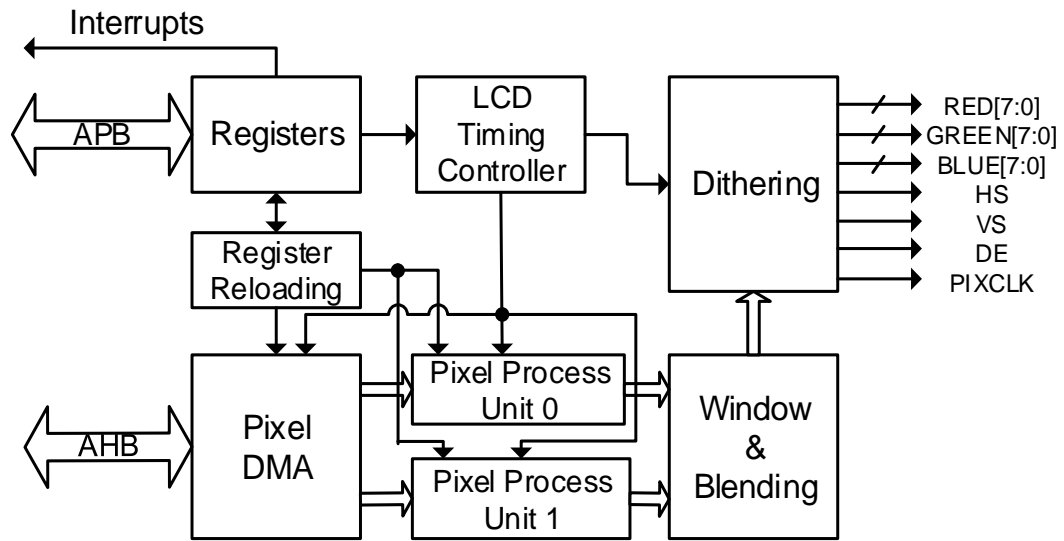 Interrupts
APB
Registers
LCD
Timing
Controller
Dithering
RED[7:0]
GREEN[7:0]
BLUE[7:0]
HS
VS
DE
PIXCLK
Register
Reloading
AHB
Pixel
DMA
Pixel Process
Unit 0
Pixel Process
Unit 1
Window
&
Blending